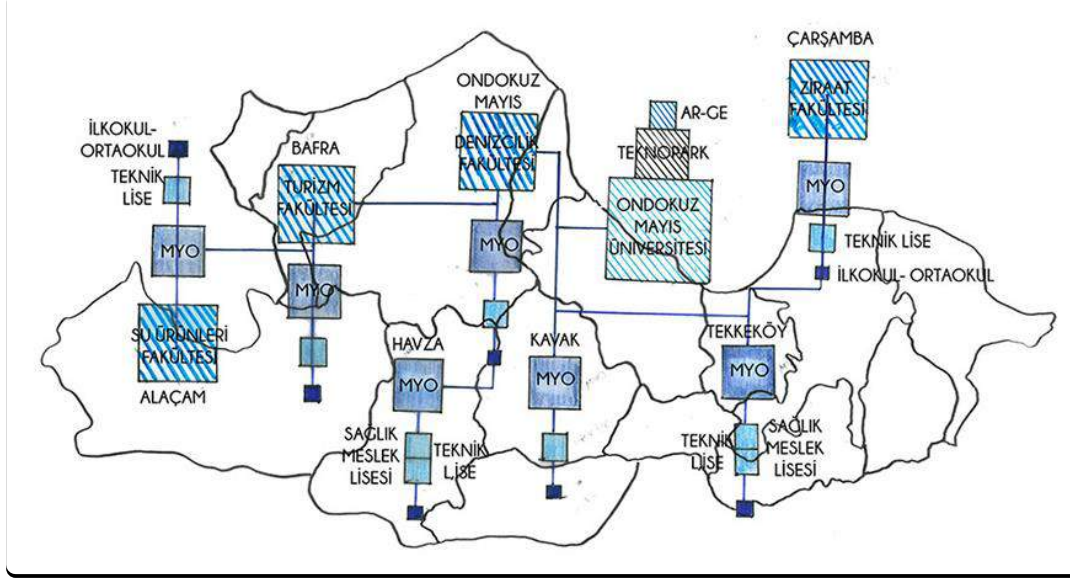 ÇARŞAMBA
ZİRAAT
FAKÜLTESİ
ONDOKUZ
MAYIS
DENİZCİLİK
FAKÜLTESİ
AR-GE
TEKNOPARK
ONDOKUZ
MAYIS
ÜNİVERSİTESİ
İLKOKUL-
ORTAOKUL
TEKNİK
LİSE
MYO
SU ÜRÜNLERİ
FAKÜLTESİ
ALAÇAM
BAFRA
TURİZM
FAKÜLTESİ
MYO
MYO
MYO
TEKNİK LİSE
İLKOKUL- ORTAOKUL
HAVZA
MYO
SAĞLIK
MESLEK
LİSESİ
TEKNİK
LİSE
KAVAK
MYO
TEKKEKÖY
MYO
TEKNİK
LİSE
SAĞLIK
MESLEK
LİSESİ